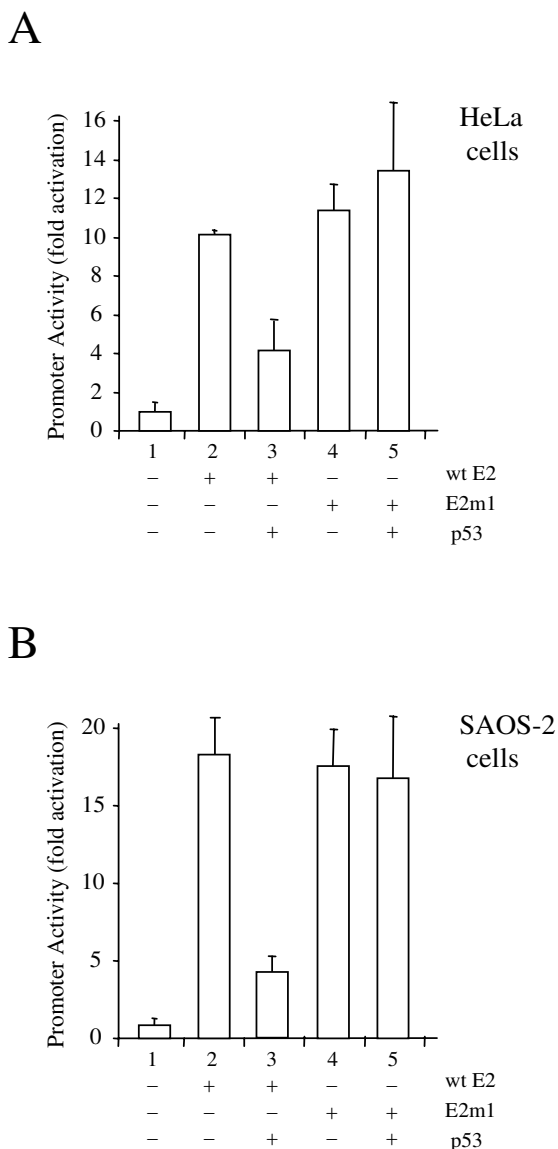 A
HeLa
cells
Promoter Activity (fold activation)
16
14
12
10
8
6
4
2
0
1 2 3 4 5
– + + – – wt E2
– – – + + E2m1
– – + – + p53
B
SAOS-2
cells
Promoter Activity (fold activation)
20
15
10
5
0
1 2 3 4 5
– + + – – wt E2
– – – + + E2m1
– – + – + p53